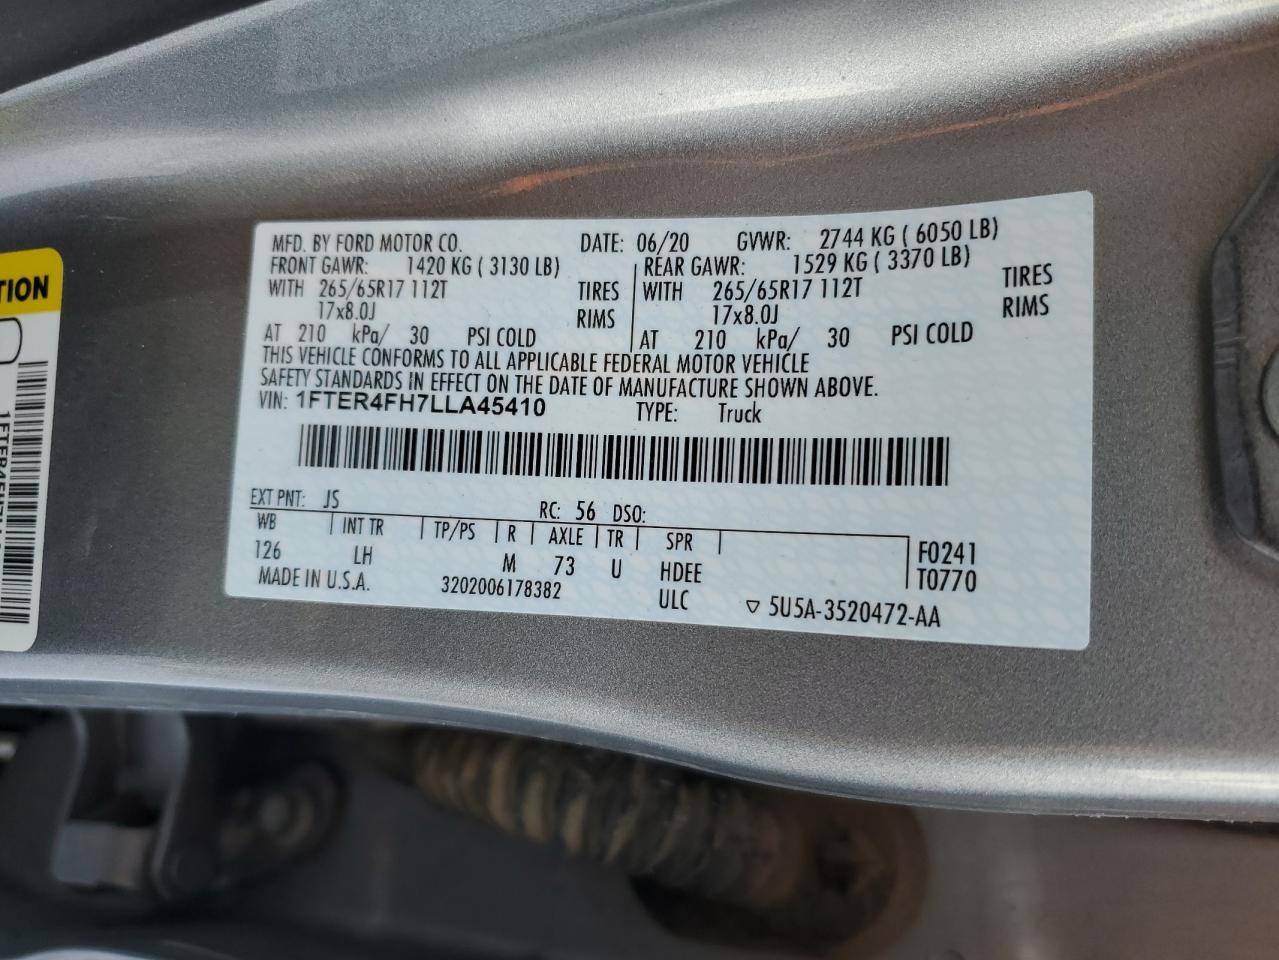 MFD. BY FORD MOTOR CO. DATE: 06/20 GVWR: 2744 KG ( 6050 LB)
FRONT GAWR: 1420 KG ( 3130 LB) REAR GAWR: 1529 KG ( 3370 LB)
WITH 265/65R17 112T TIRES WITH 265/65R17 112T TIRES
17x8.0J RIMS 17x8.0J RIMS
AT 210 kPa/ 30 PSI COLD AT 210 kPa/ 30 PSI COLD
THIS VEHICLE CONFORMS TO ALL APPLICABLE FEDERAL MOTOR VEHICLE
SAFETY STANDARDS IN EFFECT ON THE DATE OF MANUFACTURE SHOWN ABOVE.
VIN: 1FTER4FH7LLA45410 TYPE: Truck
EXT PNT: JS RC: 56 DSO:
WB INT TR TP/PS R AXLE TR SPR
126 LH M 73 U HDEE F0241
MADE IN U.S.A. 3202006178382 ULC T0770
▽ 5U5A-3520472-AA